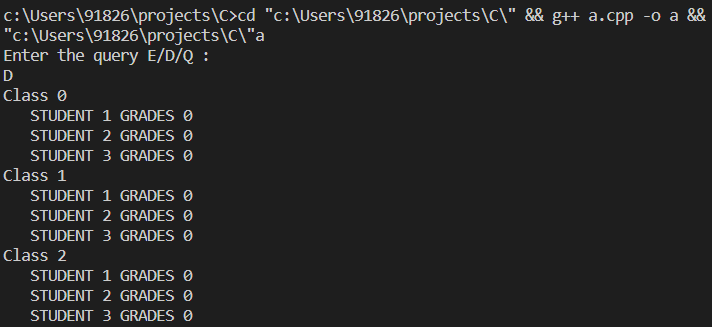 c:\Users\91826\projects\C>cd "c:\Users\91826\projects\C\" && g++ a.cpp -o a &&
"c:\Users\91826\projects\C\"a
Enter the query E/D/Q :
D
Class 0
   STUDENT 1 GRADES 0
   STUDENT 2 GRADES 0
   STUDENT 3 GRADES 0
Class 1
   STUDENT 1 GRADES 0
   STUDENT 2 GRADES 0
   STUDENT 3 GRADES 0
Class 2
   STUDENT 1 GRADES 0
   STUDENT 2 GRADES 0
   STUDENT 3 GRADES 0